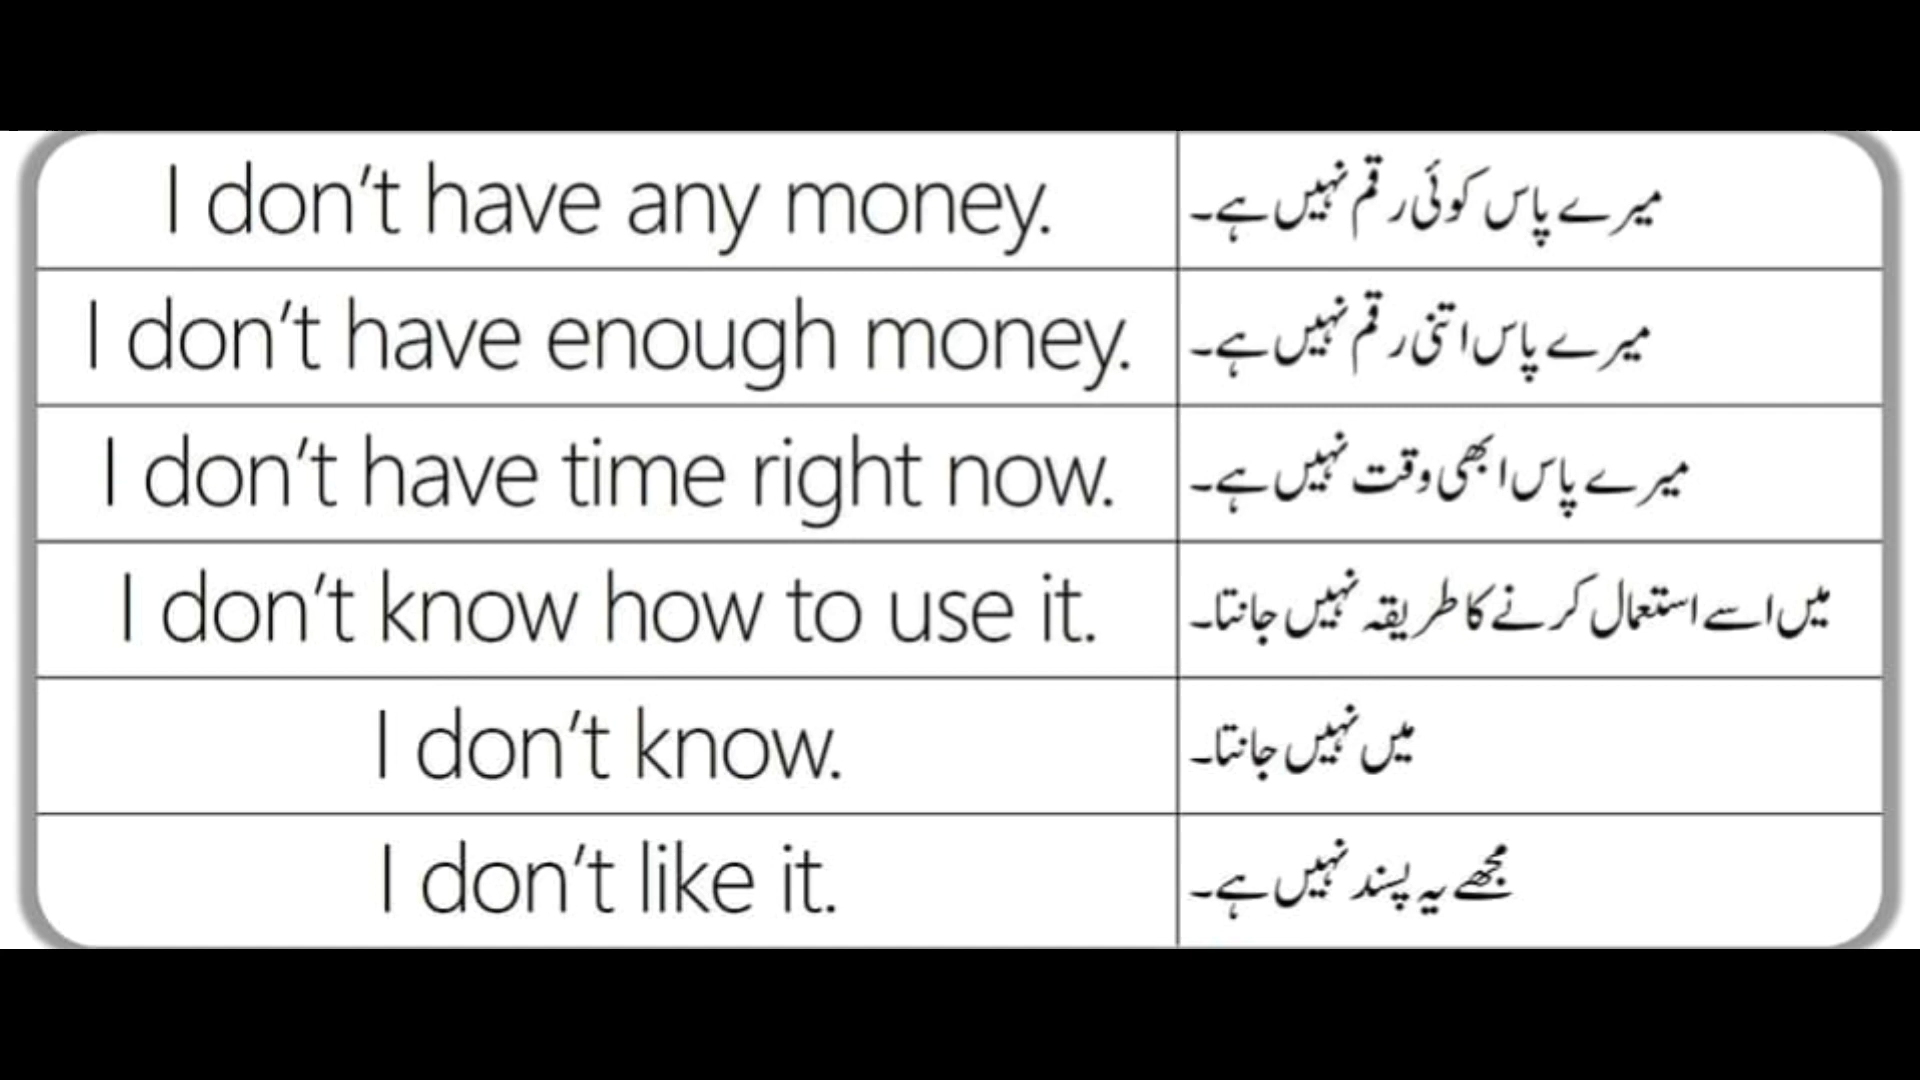 I don't have any money.
میرے پاس کوئی رقم نہیں ہے۔
I don't have enough money.
میرے پاس اتنی رقم نہیں ہے۔
I don't have time right now.
میرے پاس ابھی وقت نہیں ہے۔
I don't know how to use it.
میں اسے استعمال کرنے کا طریقہ نہیں جانتا۔
I don't know.
میں نہیں جانتا۔
I don't like it.
مجھے یہ پسند نہیں ہے۔